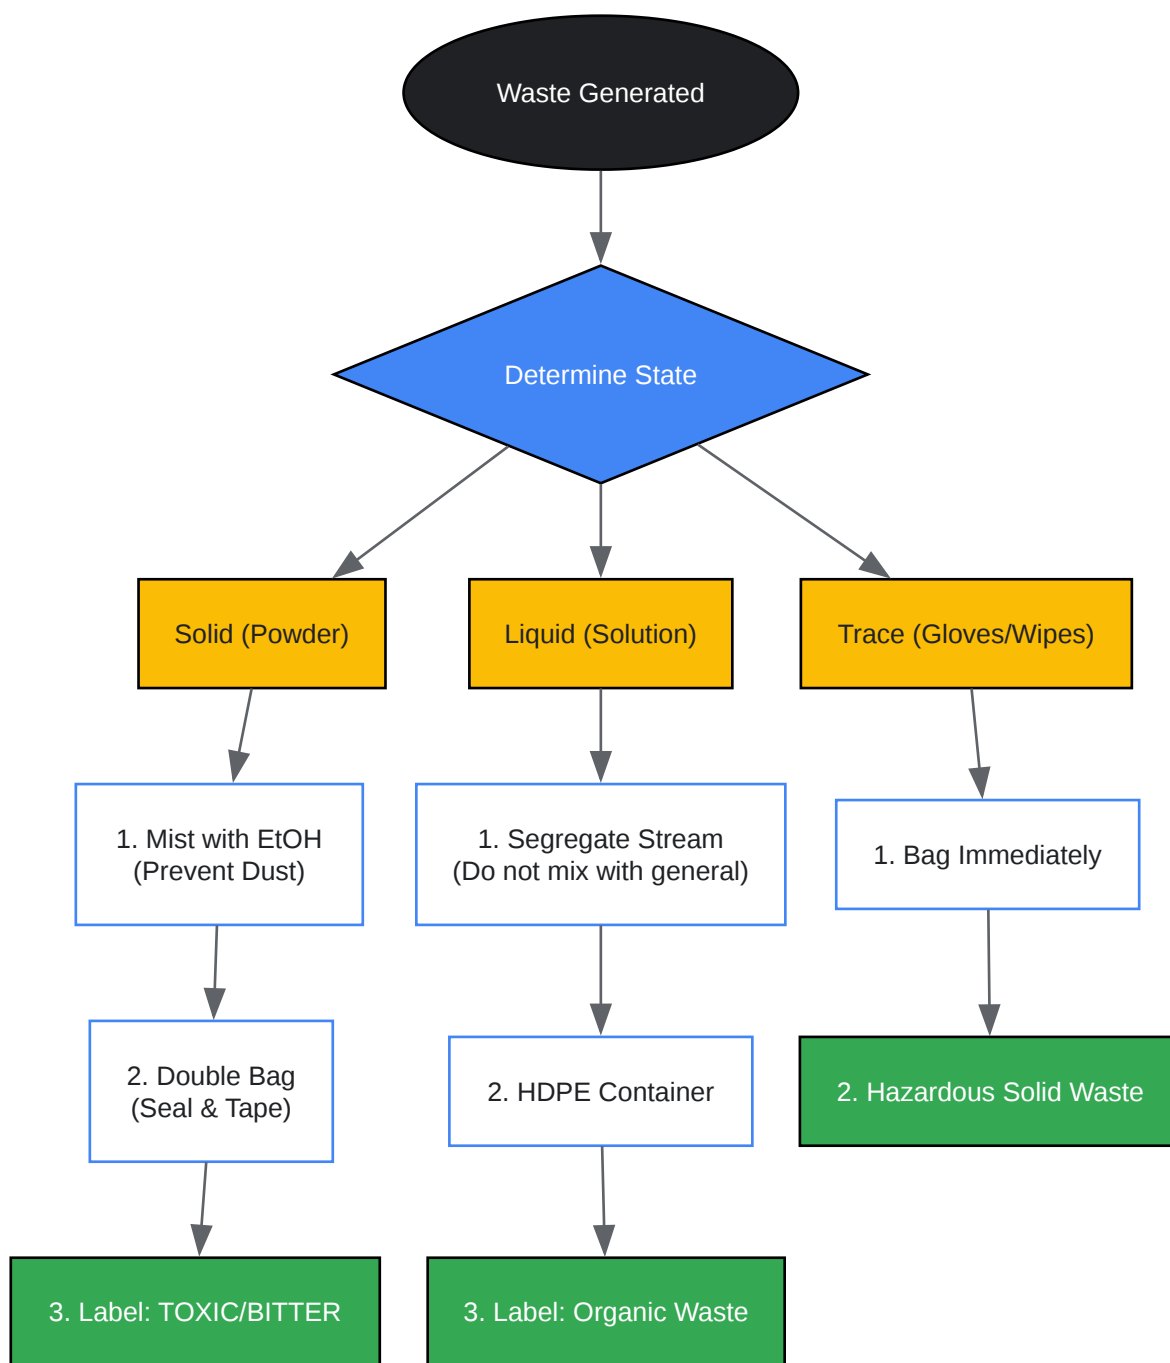 Waste Generated
Determine State
Solid (Powder)
Liquid (Solution)
Trace (Gloves/Wipes)
1. Mist with EtOH
(Prevent Dust)
1. Segregate Stream
(Do not mix with general)
1. Bag Immediately
2. Double Bag
(Seal & Tape)
2. HDPE Container
2. Hazardous Solid Waste
3. Label: TOXIC/BITTER
3. Label: Organic Waste